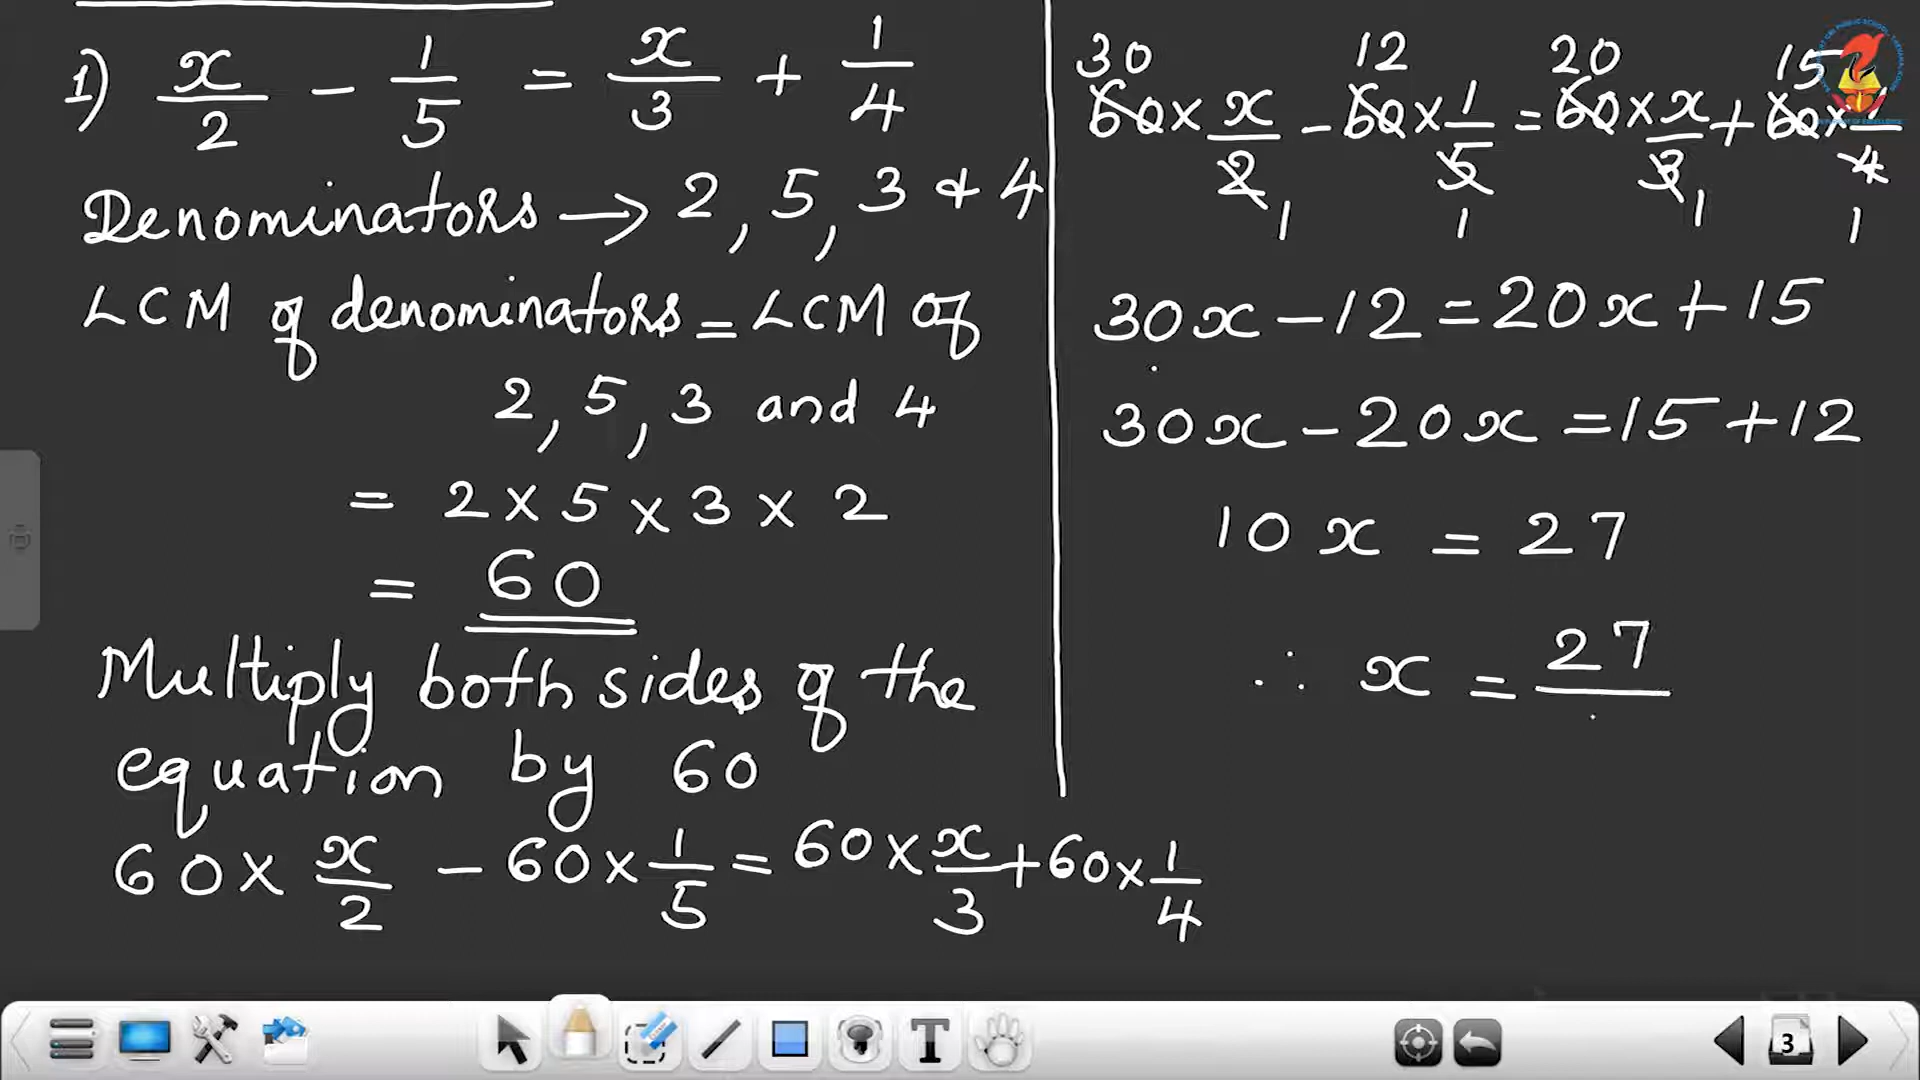 1) x/2 - 1/5 = x/3 + 1/4
Denominators → 2, 5, 3 & 4
LCM of denominators = LCM of
2, 5, 3 and 4
= 2 × 5 × 3 × 2
= 60
Multiply both sides of the
equation by 60
60 × x/2 - 60 × 1/5 = 60 × x/3 + 60 × 1/4
30 12 20 15
60 × x/2 - 60 × 1/5 = 60 × x/3 + 60 × 1/4
1 1 1 1
30x - 12 = 20x + 15
30x - 20x = 15 + 12
10x = 27
∴ x = 27
T
3